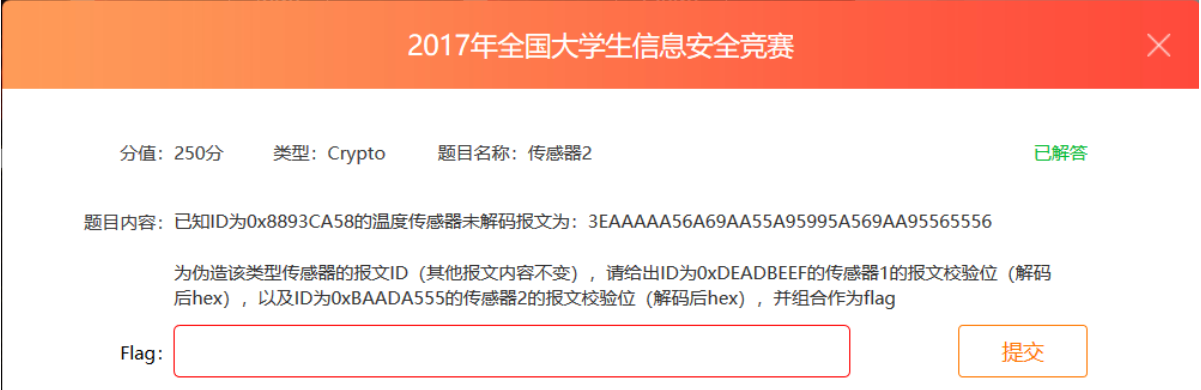 2017年全国大学生信息安全竞赛
分值：250分 类型：Crypto 题目名称：传感器2 已解答
题目内容：已知ID为0x8893CA58的温度传感器未解码报文为：3EAAAAA56A69AA55A95995A569AA95565556
为伪造该类型传感器的报文ID（其他报文内容不变），请给出ID为0xDEADBEEF的传感器1的报文校验位（解码
后hex），以及ID为0xBAADA555的传感器2的报文校验位（解码后hex），并组合作为flag
Flag： 提交